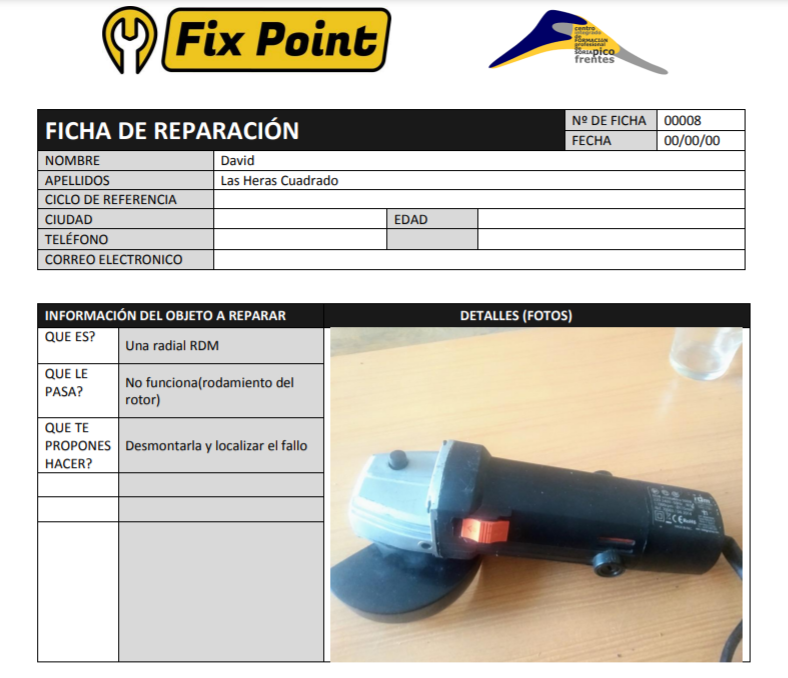 Fix Point
centro
integrado
de
FORMACIÓN
profesional
de
SORIA pico
frentes
FICHA DE REPARACIÓN
Nº DE FICHA 00008
FECHA 00/00/00
NOMBRE David
APELLIDOS Las Heras Cuadrado
CICLO DE REFERENCIA
CIUDAD EDAD
TELÉFONO
CORREO ELECTRONICO
INFORMACIÓN DEL OBJETO A REPARAR DETALLES (FOTOS)
QUE ES?
Una radial RDM
QUE LE
PASA?
No funciona(rodamiento del
rotor)
QUE TE
PROPONES
HACER?
Desmontarla y localizar el fallo